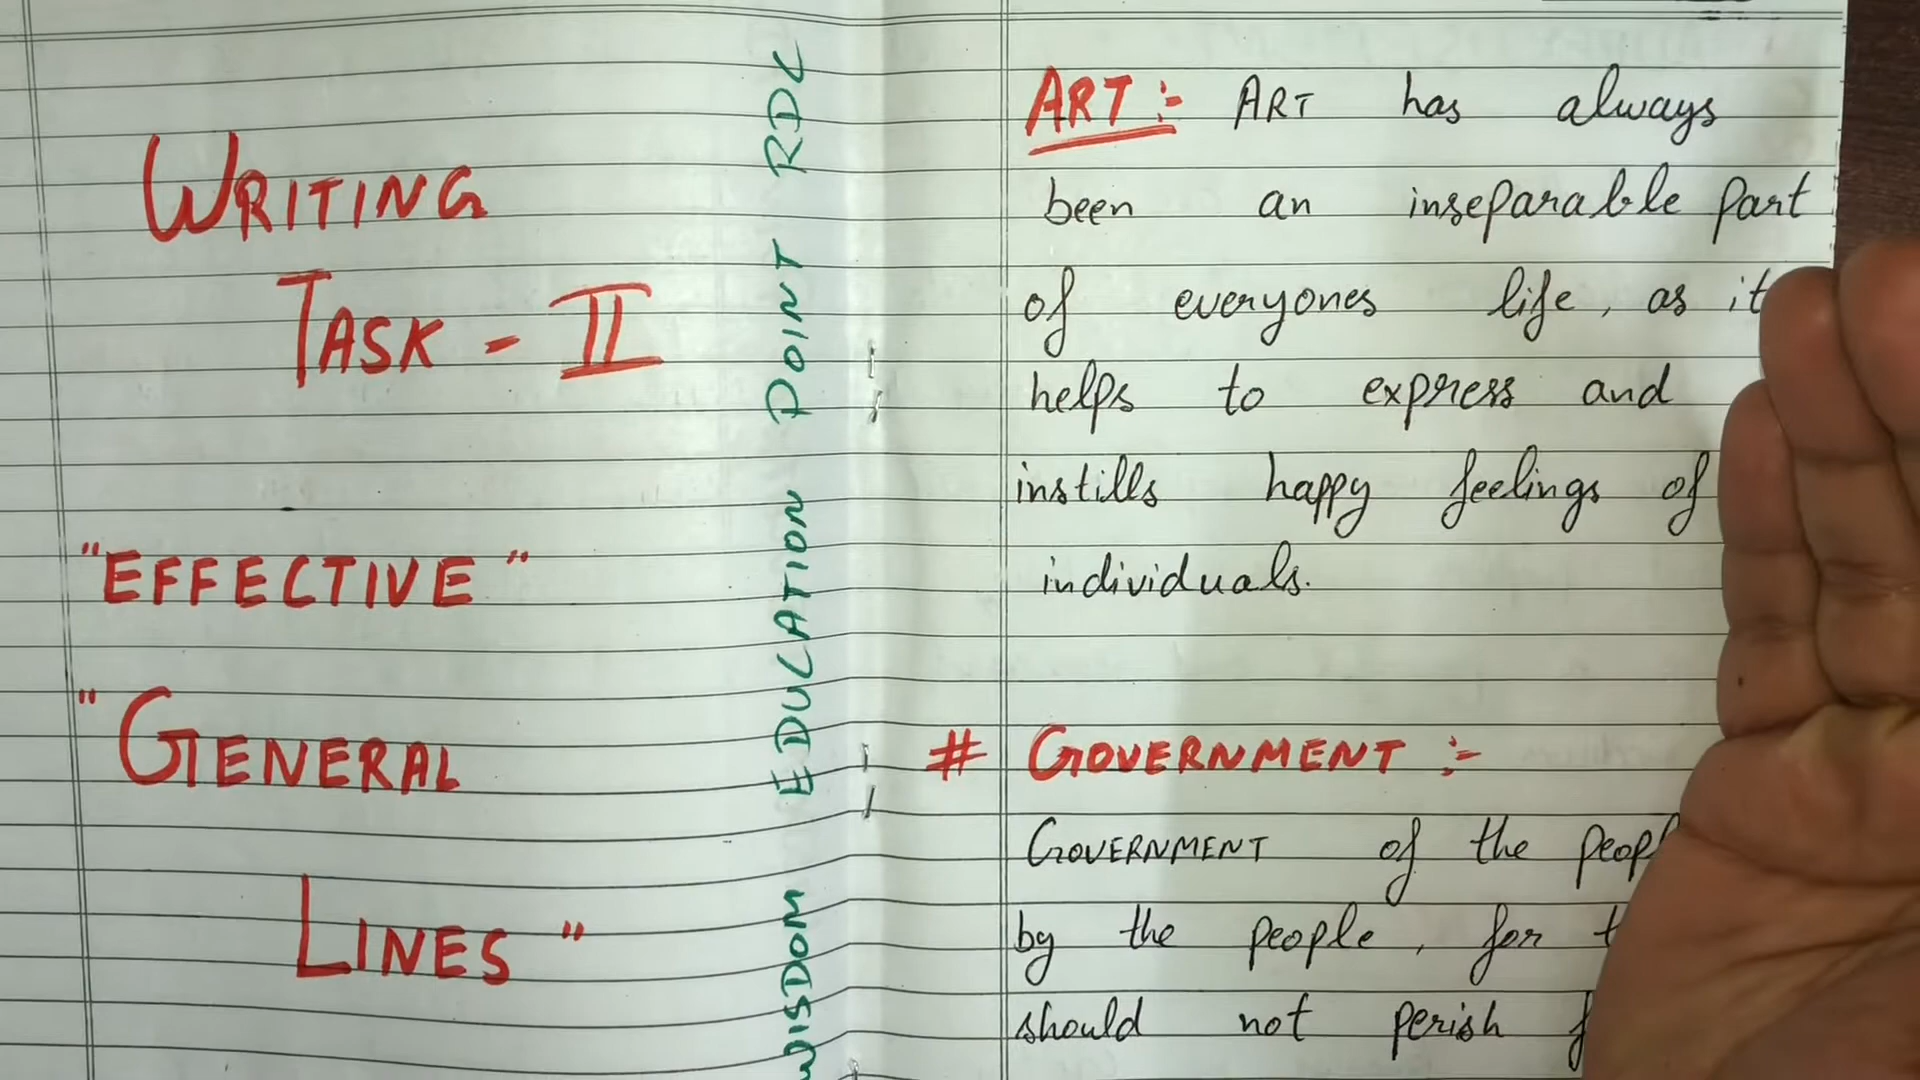 WRITING
TASK - II
"EFFECTIVE"
"GENERAL
LINES"
WISDOM EDUCATION POINT RDK
ART :- ART has always
been an inseparable part
of everyones life, as it
helps to express and
instills happy feelings of
individuals.
# GOVERNMENT :-
GOVERNMENT of the
by the people, for
should not perish